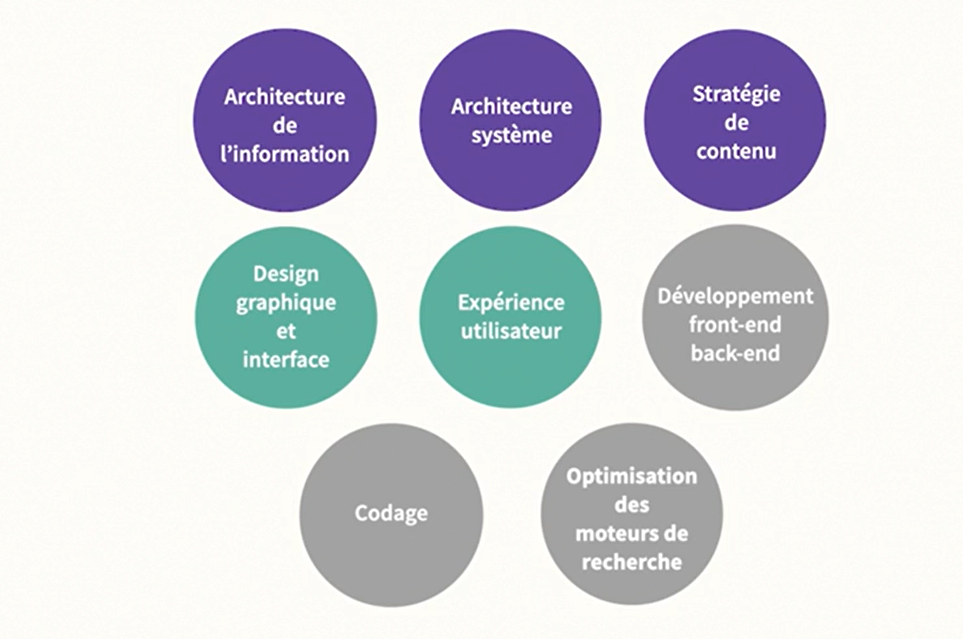 Architecture
de
l’information
Architecture
système
Stratégie
de
contenu
Design
graphique
et
interface
Expérience
utilisateur
Développement
front-end
back-end
Codage
Optimisation
des
moteurs de
recherche